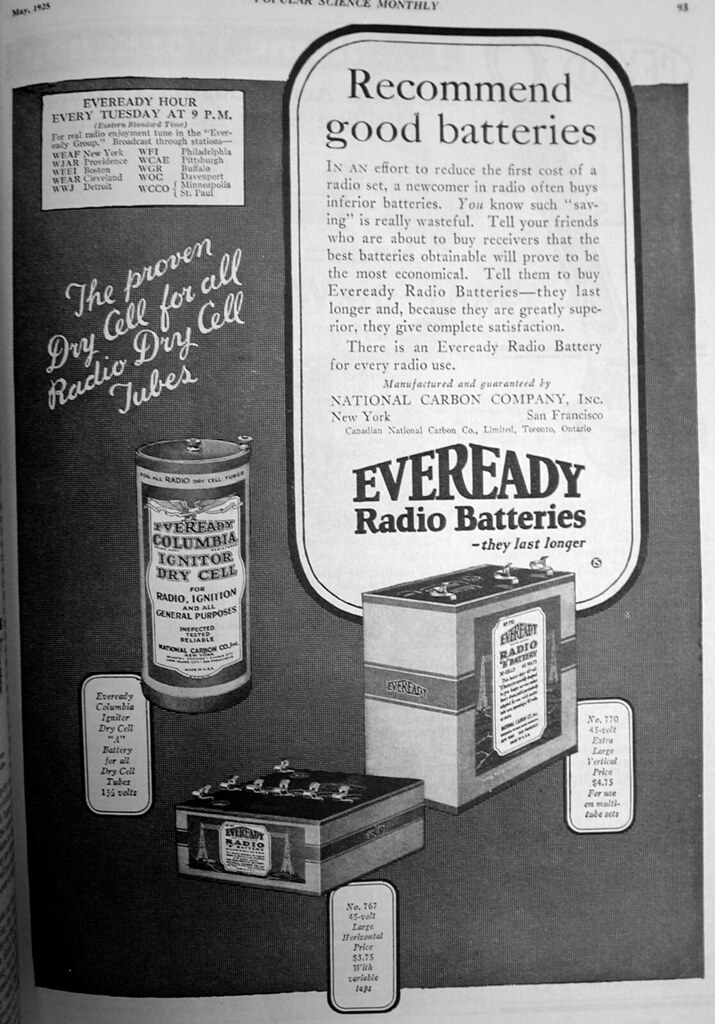 May, 1925
POPULAR SCIENCE MONTHLY
93
EVEREADY HOUR
EVERY TUESDAY AT 9 P.M.
(Eastern Standard Time)
For real radio enjoyment tune in the "Ever-
eady Group." Broadcast through stations—
WEAF New York WFI Philadelphia
WJAR Providence WCAE Pittsburgh
WEEI Boston WGR Buffalo
WEAR Cleveland WOC Davenport
WWJ Detroit WCCO { Minneapolis
St. Paul
Recommend
good batteries
IN AN effort to reduce the first cost of a
radio set, a newcomer in radio often buys
inferior batteries. You know such "sav-
ing" is really wasteful. Tell your friends
who are about to buy receivers that the
best batteries obtainable will prove to be
the most economical. Tell them to buy
Eveready Radio Batteries—they last
longer and, because they are greatly supe-
rior, they give complete satisfaction.
There is an Eveready Radio Battery
for every radio use.
Manufactured and guaranteed by
NATIONAL CARBON COMPANY, INC.
New York San Francisco
Canadian National Carbon Co., Limited, Toronto, Ontario
EVEREADY
Radio Batteries
-they last longer
The proven
Dry Cell for all
Radio Dry Cell
Tubes
FOR ALL RADIO DRY CELL TUBES
EVEREADY
COLUMBIA
IGNITOR
DRY CELL
FOR
RADIO, IGNITION
AND ALL
GENERAL PURPOSES
INSPECTED
TESTED
RELIABLE
NATIONAL CARBON CO., INC.
NEW YORK
MADE IN U.S.A.
Eveready
Columbia
Ignitor
Dry Cell
"A"
Battery
for all
Dry Cell
Tubes
1½ volts
EVEREADY
EVEREADY
RADIO
"B" BATTERY
45 VOLTS
No. 770
45-volt
Extra
Large
Vertical
Price
$4.75
For use
on multi-
tube sets
EVEREADY
RADIO
"B" BATTERY
No. 767
45-volt
Large
Horizontal
Price
$3.75
With
variable
taps